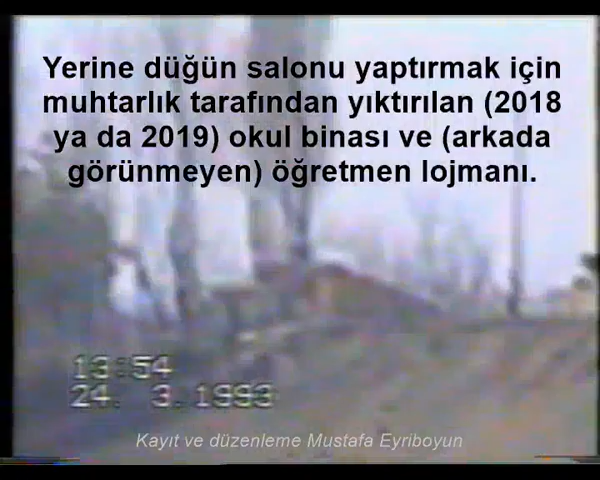 Yerine düğün salonu yaptırmak için
muhtarlık tarafından yıktırılan (2018
ya da 2019) okul binası ve (arkada
görünmeyen) öğretmen lojmanı.
13:54
24. 3.1993
Kayıt ve düzenleme Mustafa Eyriboyun